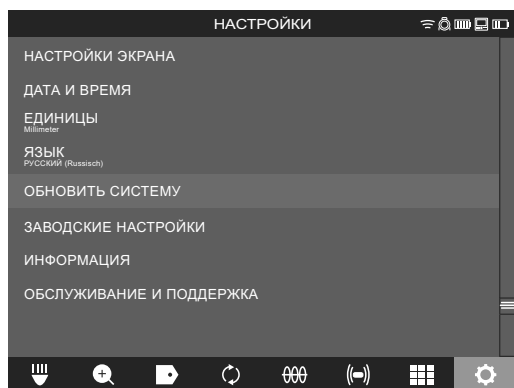 НАСТРОЙКИ
НАСТРОЙКИ ЭКРАНА
ДАТА И ВРЕМЯ
ЕДИНИЦЫ
Millimeter
ЯЗЫК
РУССКИЙ (Russisch)
ОБНОВИТЬ СИСТЕМУ
ЗАВОДСКИЕ НАСТРОЙКИ
ИНФОРМАЦИЯ
ОБСЛУЖИВАНИЕ И ПОДДЕРЖКА